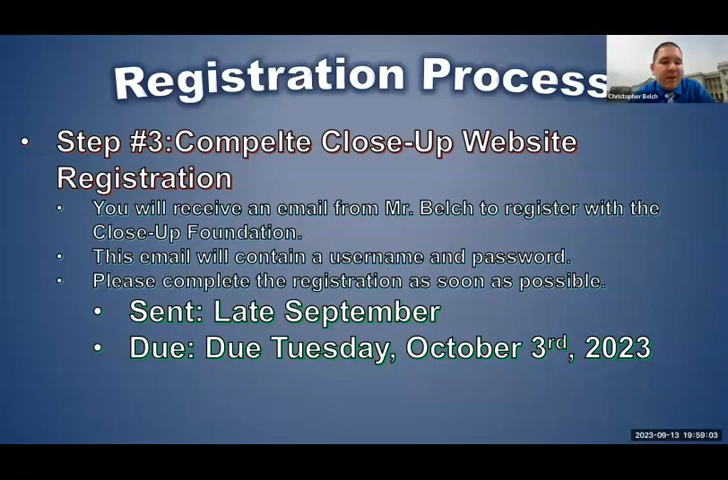 Registration Process
Christopher Belch
• Step #3:Compelte Close-Up Website
Registration
• You will receive an email from Mr. Belch to register with the
Close-Up Foundation.
• This email will contain a username and password.
• Please complete the registration as soon as possible.
• Sent: Late September
• Due: Due Tuesday, October 3rd, 2023
2023-09-13 19:59:03